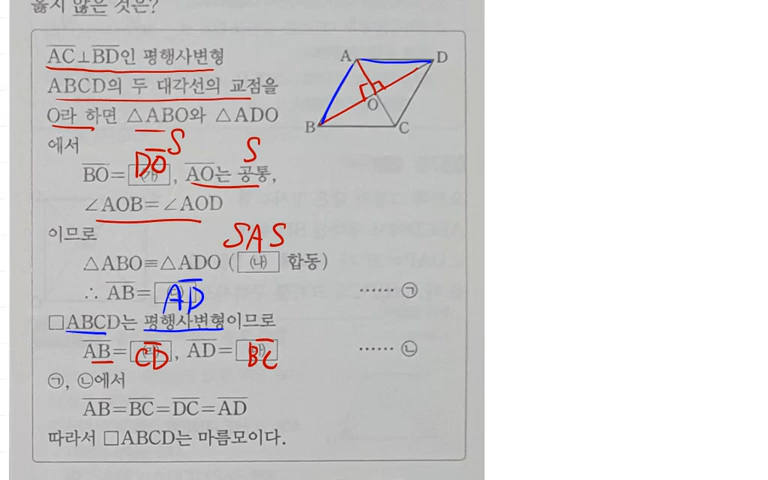 옳지 않은 것은?
AC⊥BD인 평행사변형
ABCD의 두 대각선의 교점을
O라 하면 △ABO와 △ADO
에서
S
S
BO=(가) DO, AO는 공통,
∠AOB=∠AOD
이므로
SAS
△ABO≡△ADO ((나) 합동)
∴ AB= AD ······ ㉠
□ABCD는 평행사변형이므로
AB= CD, AD= BC ······ ㉡
㉠, ㉡에서
AB=BC=DC=AD
따라서 □ABCD는 마름모이다.
A
D
O
B
C